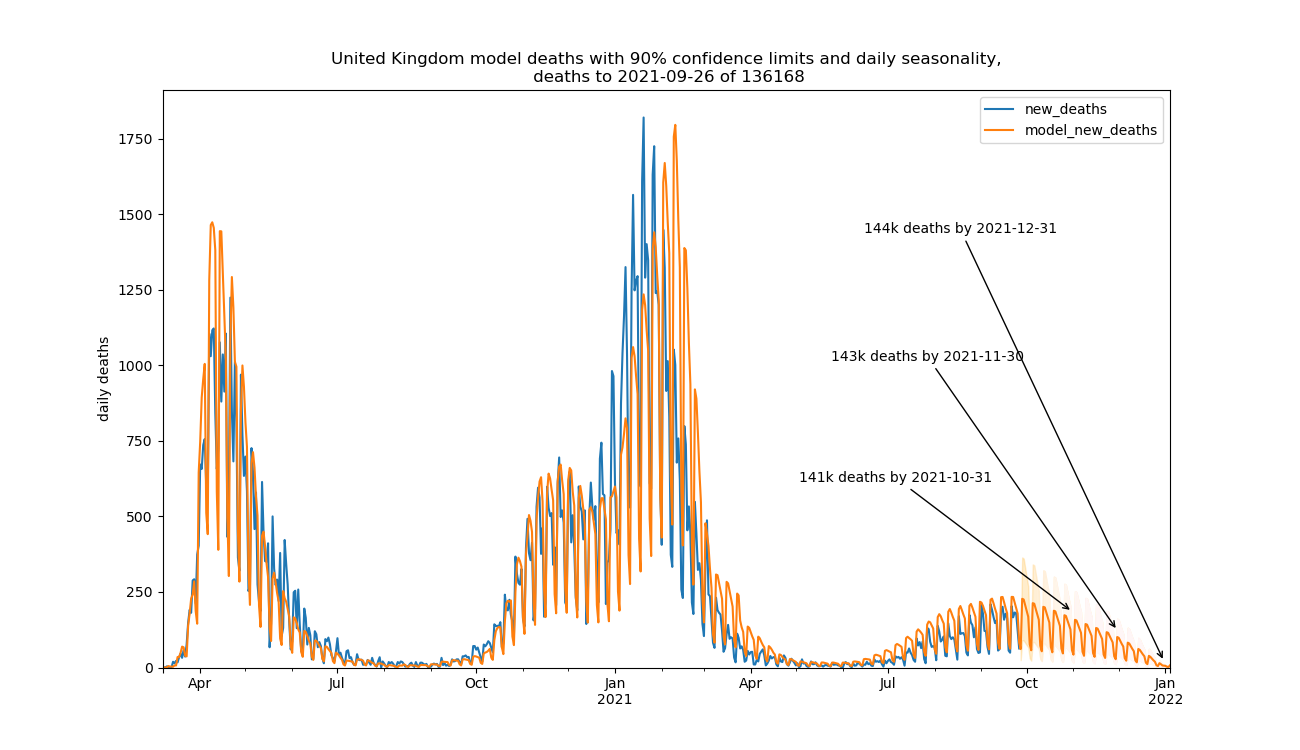 United Kingdom model deaths with 90% confidence limits and daily seasonality,
deaths to 2021-09-26 of 136168
new_deaths
model_new_deaths
1750
1500
1250
1000
750
500
250
0
daily deaths
144k deaths by 2021-12-31
143k deaths by 2021-11-30
141k deaths by 2021-10-31
Apr
Jul
Oct
Jan
2021
Apr
Jul
Oct
Jan
2022